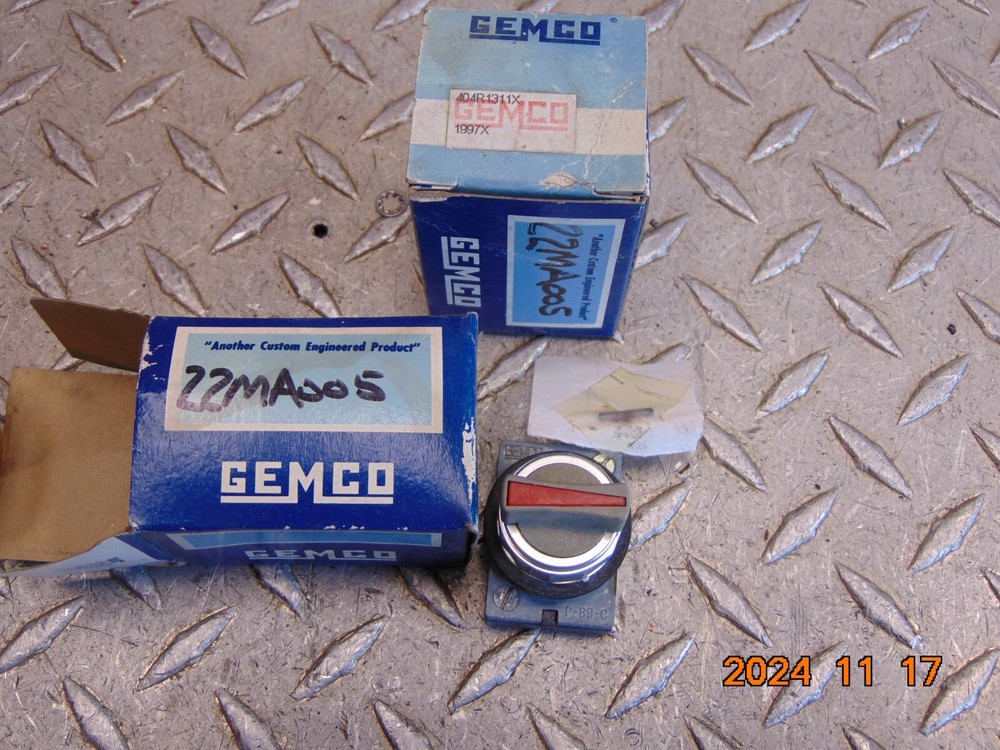 GEMCO®
404R1311X
GEMCO
1997X
GEMCO
"Another Custom Engineered Product"
22MA005
"Another Custom Engineered Product"
22MA005
GEMCO
GEMCO
P-88-C
2024 11 17